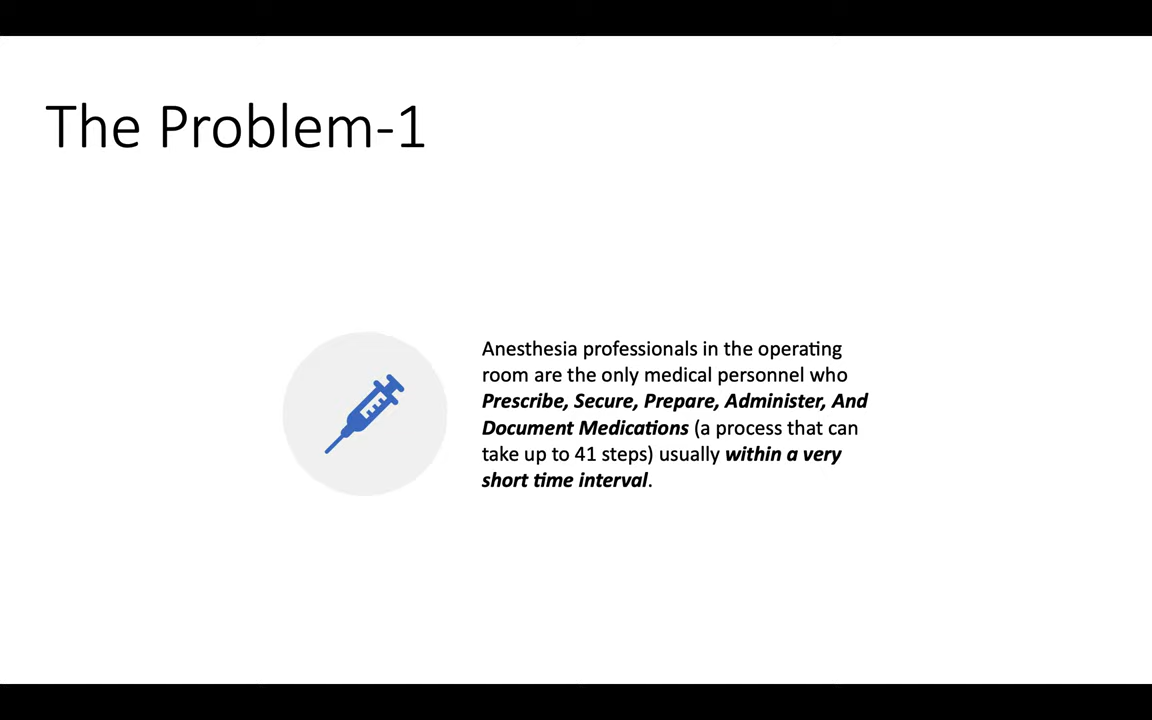 The Problem-1
Anesthesia professionals in the operating
room are the only medical personnel who
Prescribe, Secure, Prepare, Administer, And
Document Medications (a process that can
take up to 41 steps) usually within a very
short time interval.